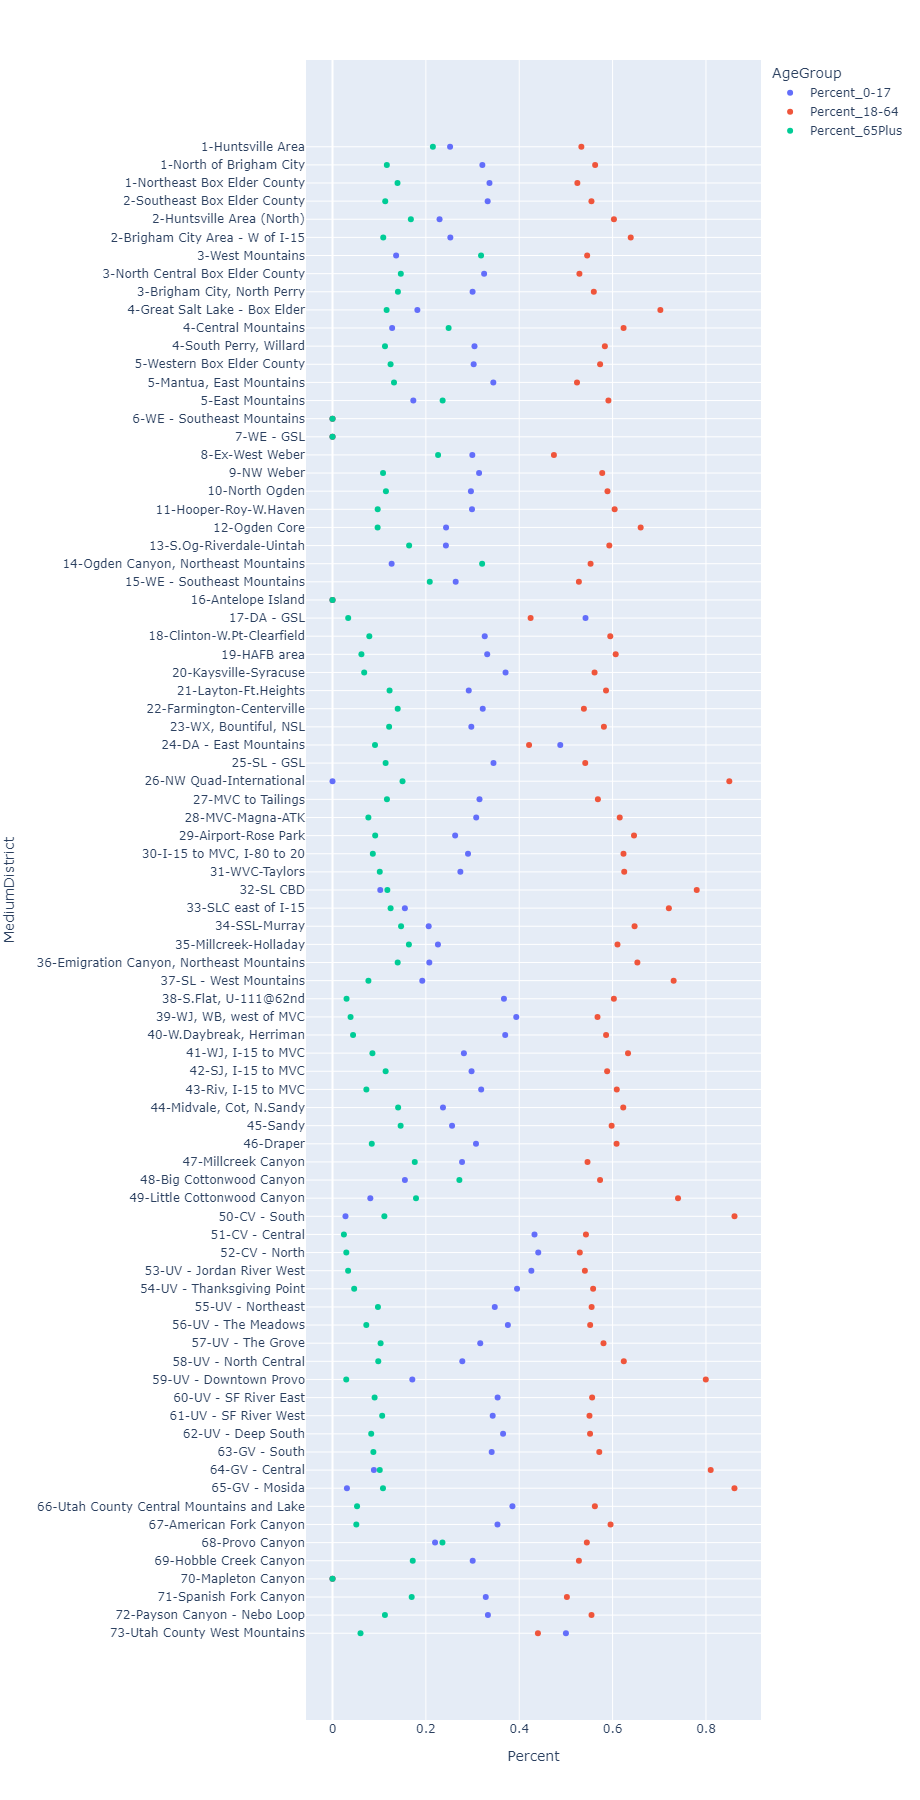 AgeGroup
Percent_0-17
Percent_18-64
Percent_65Plus
1-Huntsville Area
1-North of Brigham City
1-Northeast Box Elder County
2-Southeast Box Elder County
2-Huntsville Area (North)
2-Brigham City Area - W of I-15
3-West Mountains
3-North Central Box Elder County
3-Brigham City, North Perry
4-Great Salt Lake - Box Elder
4-Central Mountains
4-South Perry, Willard
5-Western Box Elder County
5-Mantua, East Mountains
5-East Mountains
6-WE - Southeast Mountains
7-WE - GSL
8-Ex-West Weber
9-NW Weber
10-North Ogden
11-Hooper-Roy-W.Haven
12-Ogden Core
13-S.Og-Riverdale-Uintah
14-Ogden Canyon, Northeast Mountains
15-WE - Southeast Mountains
16-Antelope Island
17-DA - GSL
18-Clinton-W.Pt-Clearfield
19-HAFB area
20-Kaysville-Syracuse
21-Layton-Ft.Heights
22-Farmington-Centerville
23-WX, Bountiful, NSL
24-DA - East Mountains
25-SL - GSL
26-NW Quad-International
27-MVC to Tailings
28-MVC-Magna-ATK
29-Airport-Rose Park
30-I-15 to MVC, I-80 to 20
31-WVC-Taylors
32-SL CBD
33-SLC east of I-15
34-SSL-Murray
35-Millcreek-Holladay
36-Emigration Canyon, Northeast Mountains
37-SL - West Mountains
38-S.Flat, U-111@62nd
39-WJ, WB, west of MVC
40-W.Daybreak, Herriman
41-WJ, I-15 to MVC
42-SJ, I-15 to MVC
43-Riv, I-15 to MVC
44-Midvale, Cot, N.Sandy
45-Sandy
46-Draper
47-Millcreek Canyon
48-Big Cottonwood Canyon
49-Little Cottonwood Canyon
50-CV - South
51-CV - Central
52-CV - North
53-UV - Jordan River West
54-UV - Thanksgiving Point
55-UV - Northeast
56-UV - The Meadows
57-UV - The Grove
58-UV - North Central
59-UV - Downtown Provo
60-UV - SF River East
61-UV - SF River West
62-UV - Deep South
63-GV - South
64-GV - Central
65-GV - Mosida
66-Utah County Central Mountains and Lake
67-American Fork Canyon
68-Provo Canyon
69-Hobble Creek Canyon
70-Mapleton Canyon
71-Spanish Fork Canyon
72-Payson Canyon - Nebo Loop
73-Utah County West Mountains
MediumDistrict
0 0.2 0.4 0.6 0.8
Percent